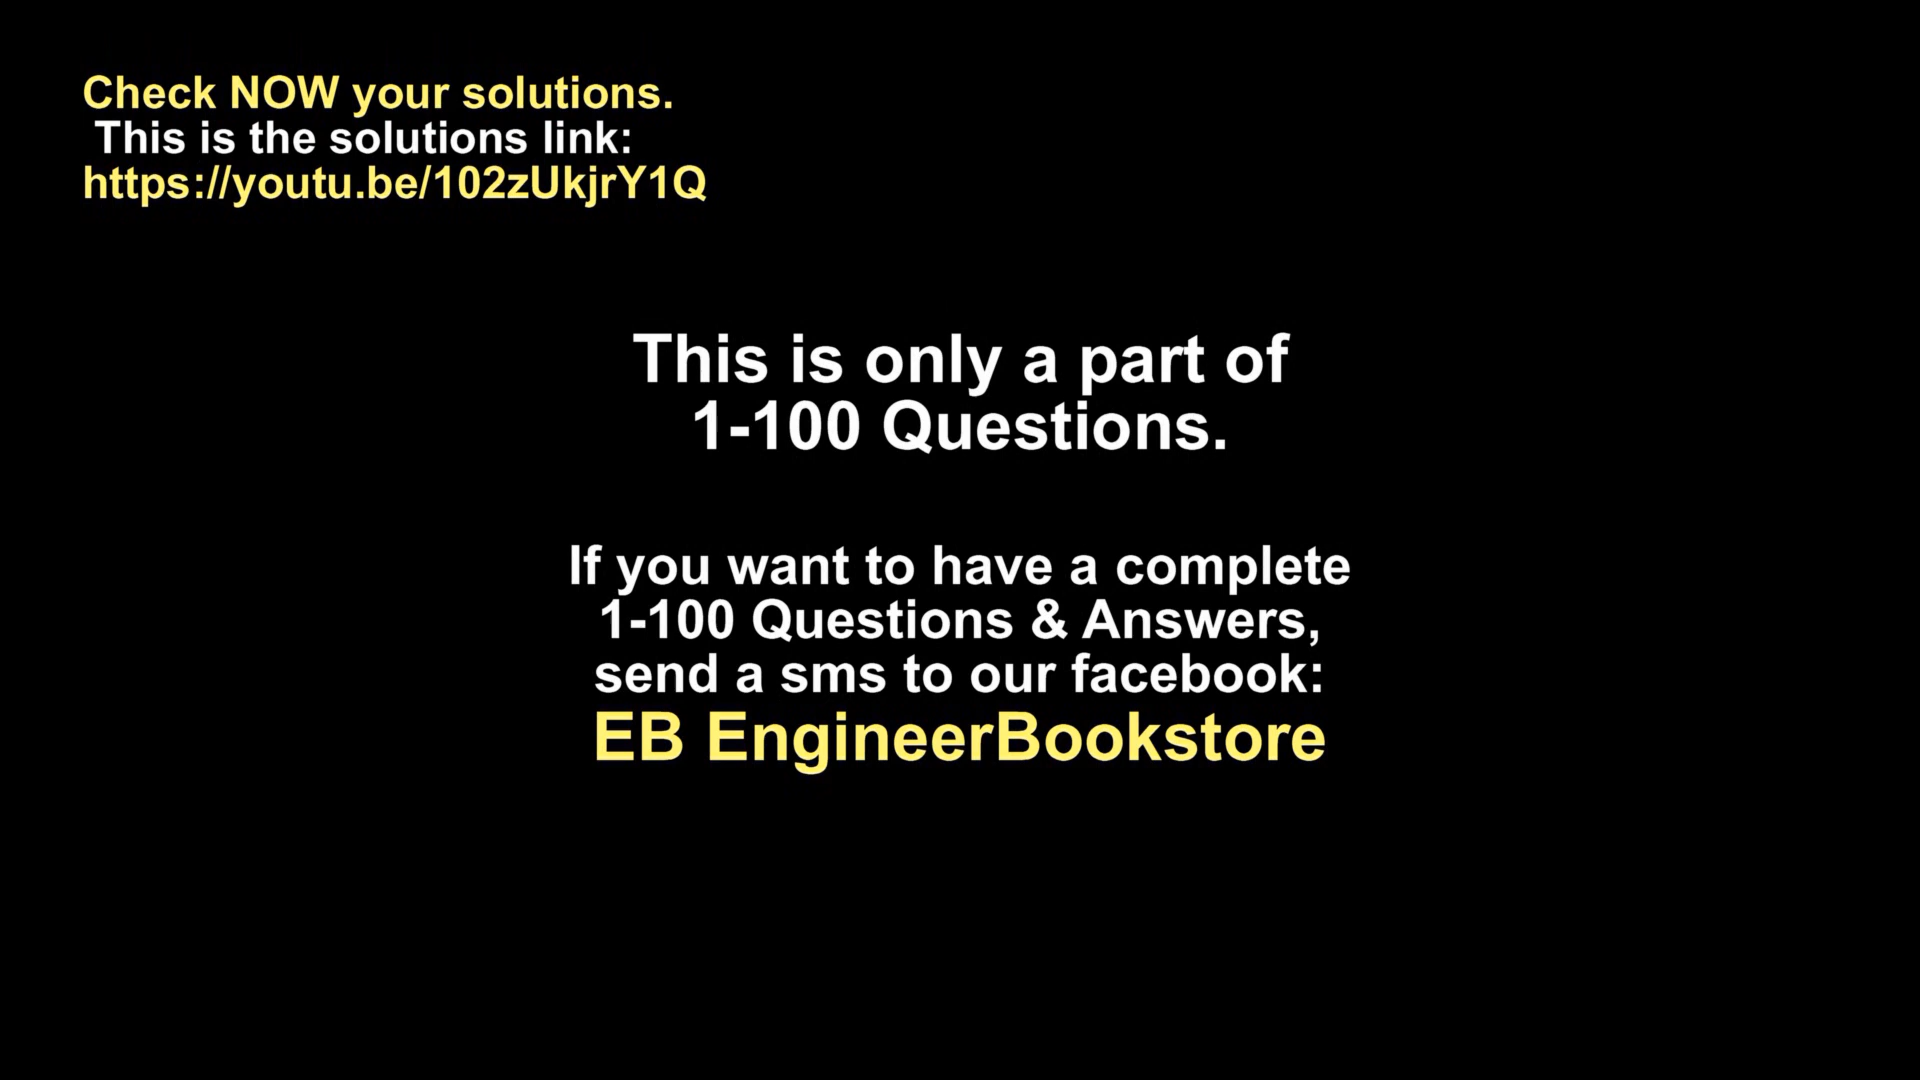 Check NOW your solutions.
This is the solutions link:
https://youtu.be/102zUkjrY1Q
This is only a part of
1-100 Questions.
If you want to have a complete
1-100 Questions & Answers,
send a sms to our facebook:
EB EngineerBookstore